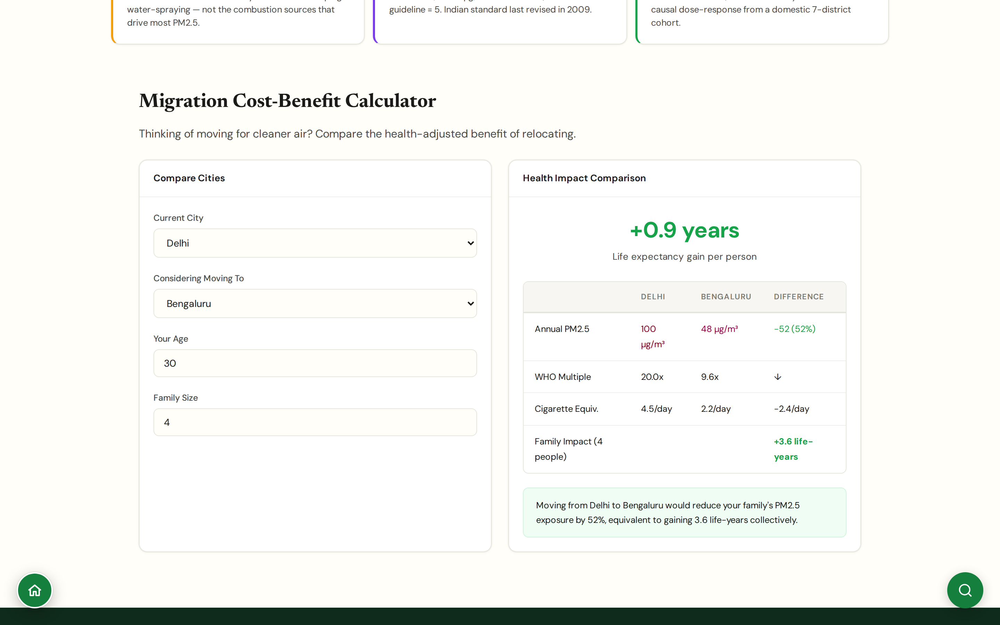 water-spraying — not the combustion sources that
drive most PM2.5.
guideline = 5. Indian standard last revised in 2009.
causal dose-response from a domestic 7-district
cohort.
Migration Cost-Benefit Calculator
Thinking of moving for cleaner air? Compare the health-adjusted benefit of relocating.
Compare Cities
Current City
Delhi
Considering Moving To
Bengaluru
Your Age
30
Family Size
4
Health Impact Comparison
+0.9 years
Life expectancy gain per person
DELHI BENGALURU DIFFERENCE
Annual PM2.5 100 µg/m³ 48 µg/m³ -52 (52%)
WHO Multiple 20.0x 9.6x ↓
Cigarette Equiv. 4.5/day 2.2/day -2.4/day
Family Impact (4 people) +3.6 life-years
Moving from Delhi to Bengaluru would reduce your family's PM2.5
exposure by 52%, equivalent to gaining 3.6 life-years collectively.